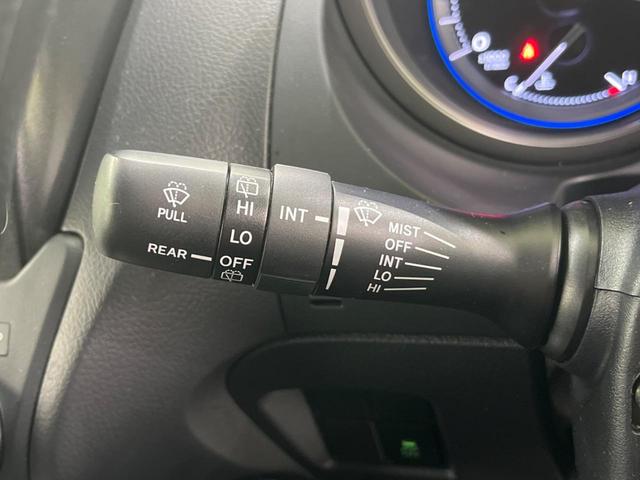 PULL
REAR
HI
LO
OFF
INT
MIST
OFF
INT
LO
HI